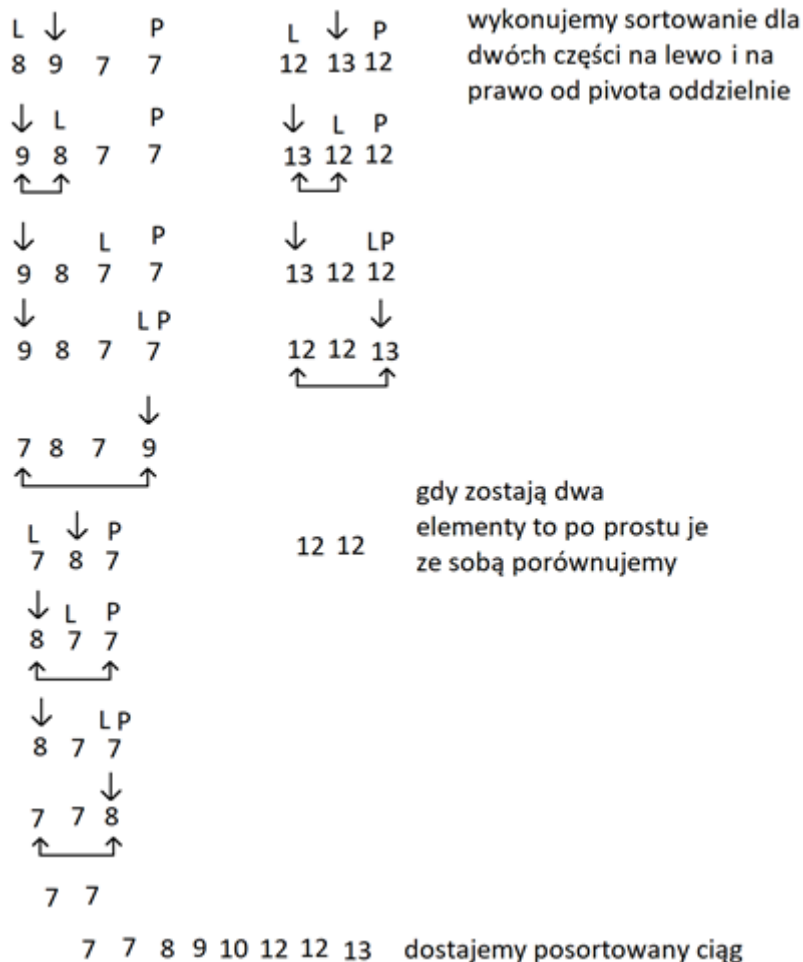 L ↓ P
8 9 7 7
L ↓ P
12 13 12
wykonujemy sortowanie dla
dwóch części na lewo i na
prawo od pivota oddzielnie
↓ L P
9 8 7 7
↓ L P
13 12 12
↓ L P
9 8 7 7
↓ LP
13 12 12
↓ L P
9 8 7 7
↓
12 12 13
↓
7 8 7 9
L ↓ P
7 8 7
12 12
gdy zostają dwa
elementy to po prostu je
ze sobą porównujemy
↓ L P
8 7 7
↓ L P
8 7 7
↓
7 7 8
7 7
7 7 8 9 10 12 12 13 dostajemy posortowany ciąg